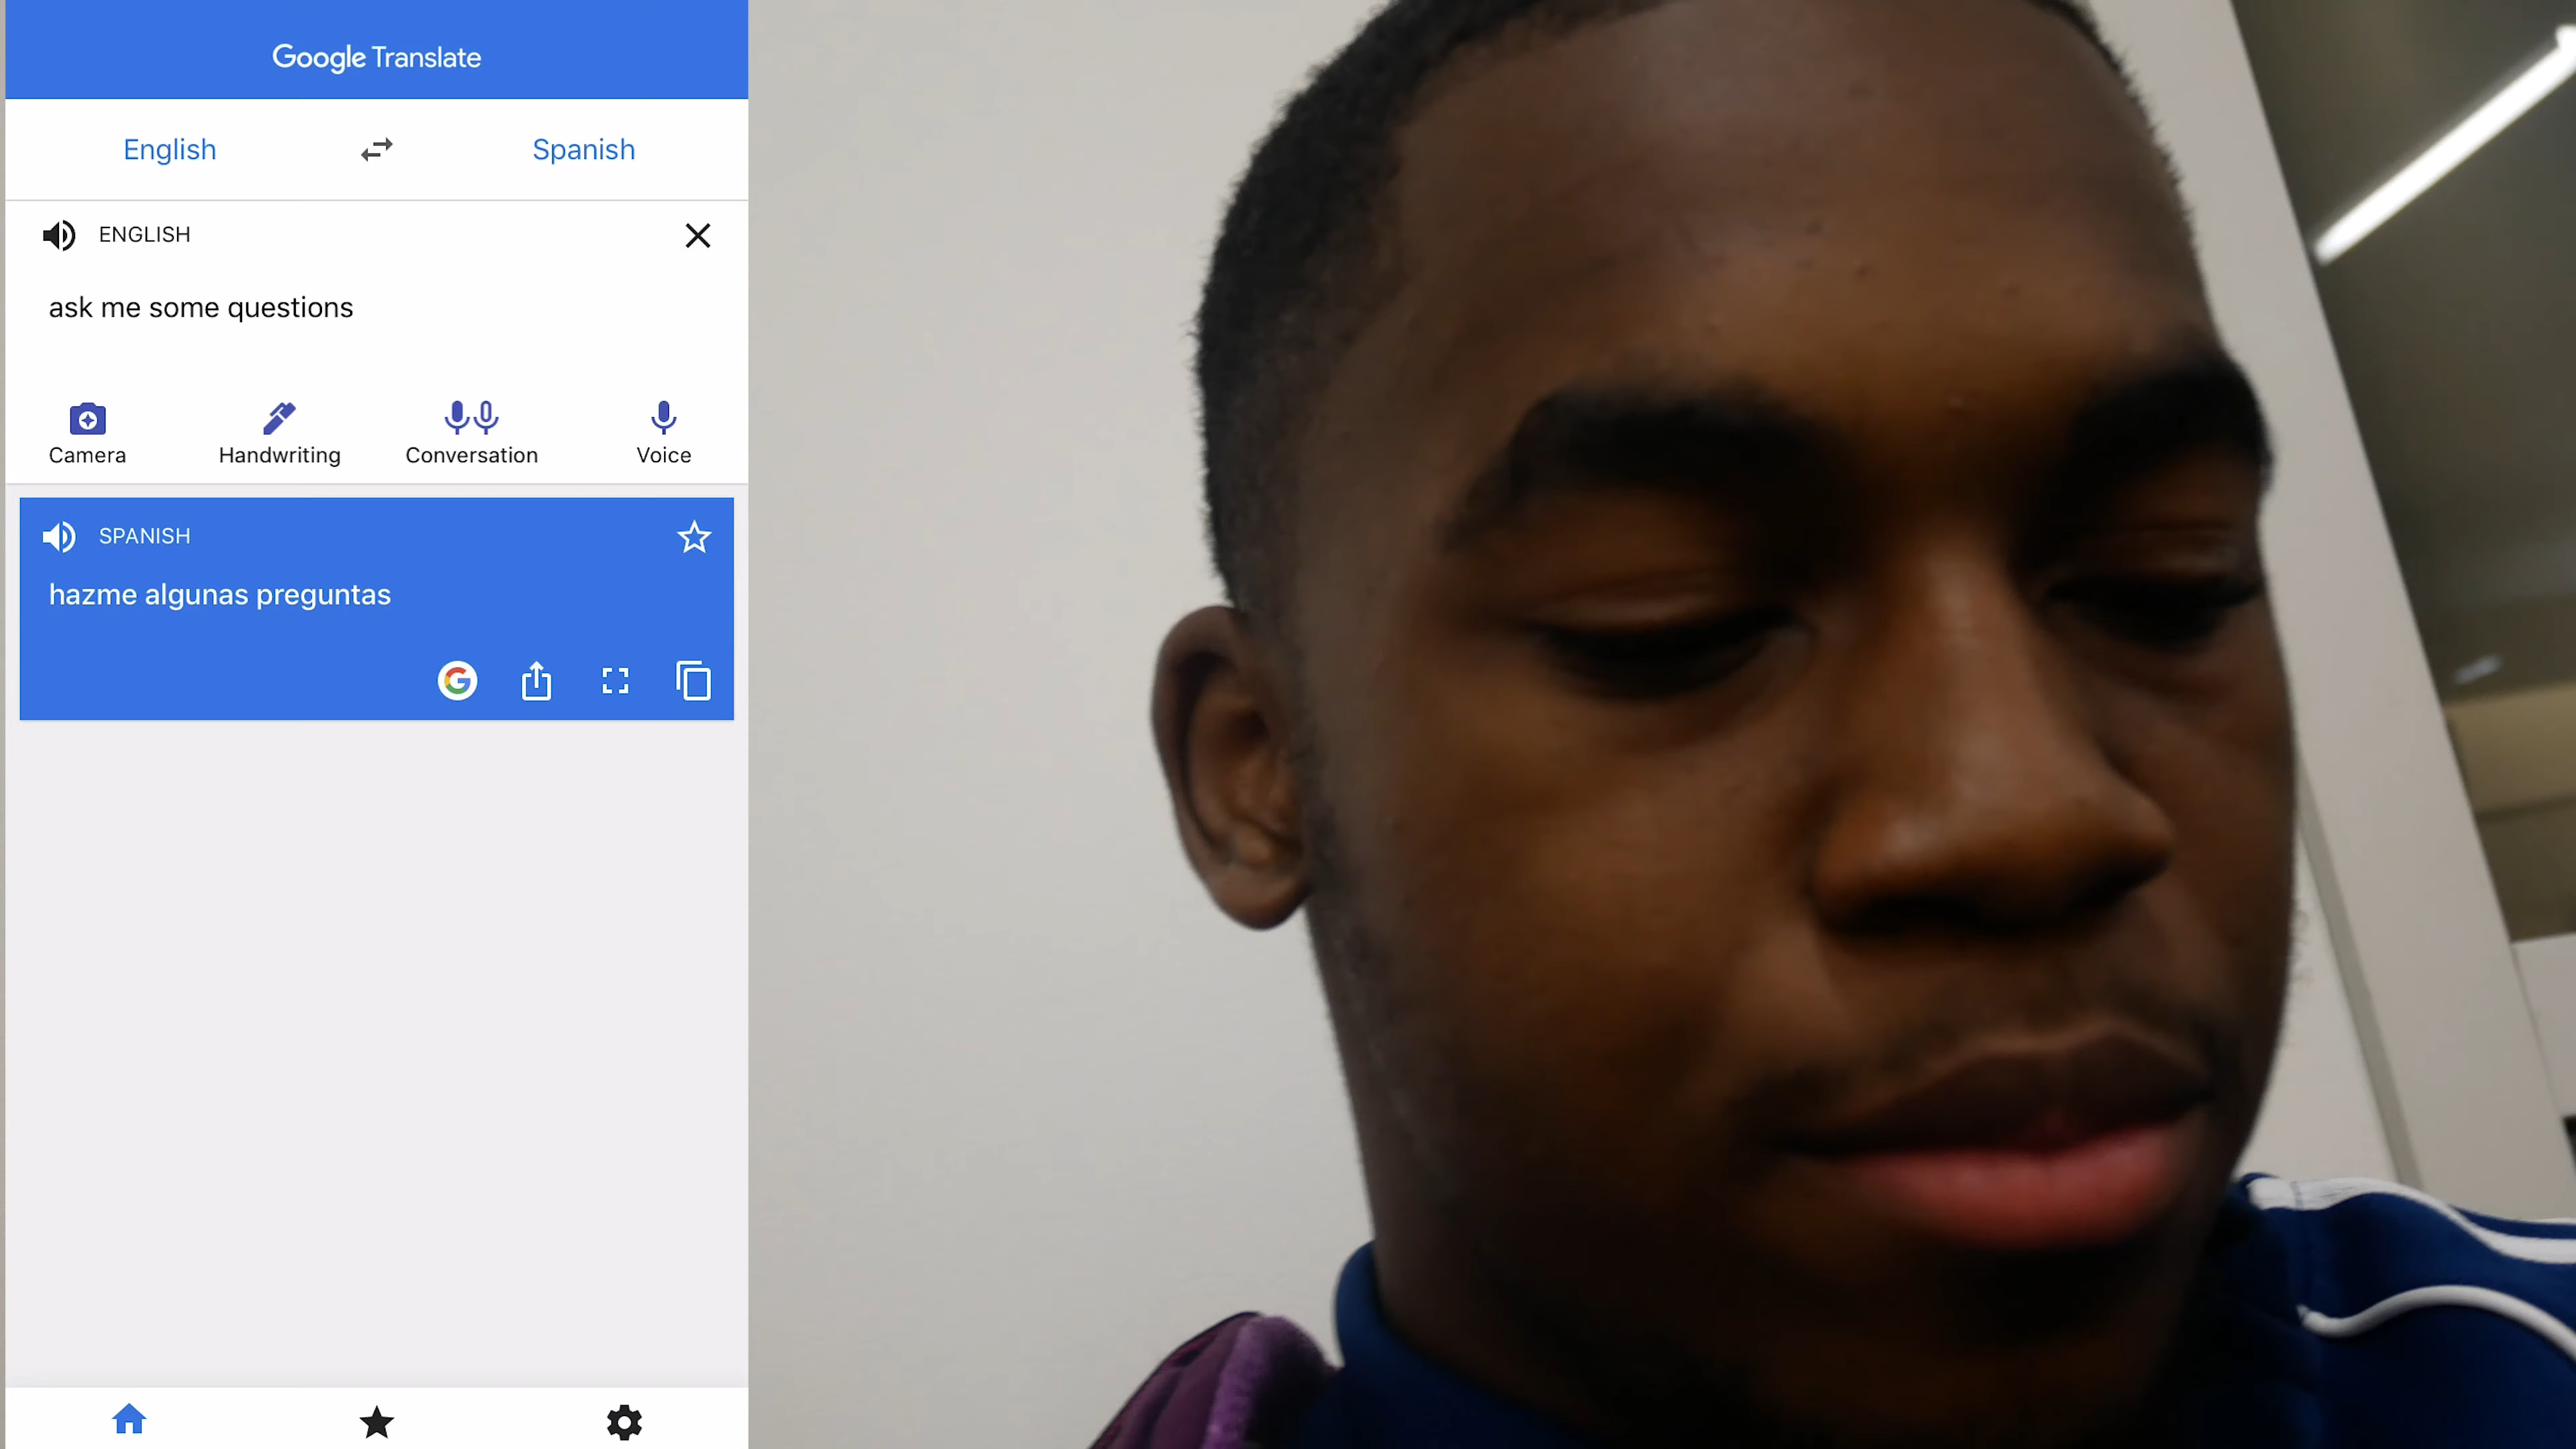 Google Translate
English Spanish
ENGLISH
ask me some questions
Camera Handwriting Conversation Voice
SPANISH
hazme algunas preguntas